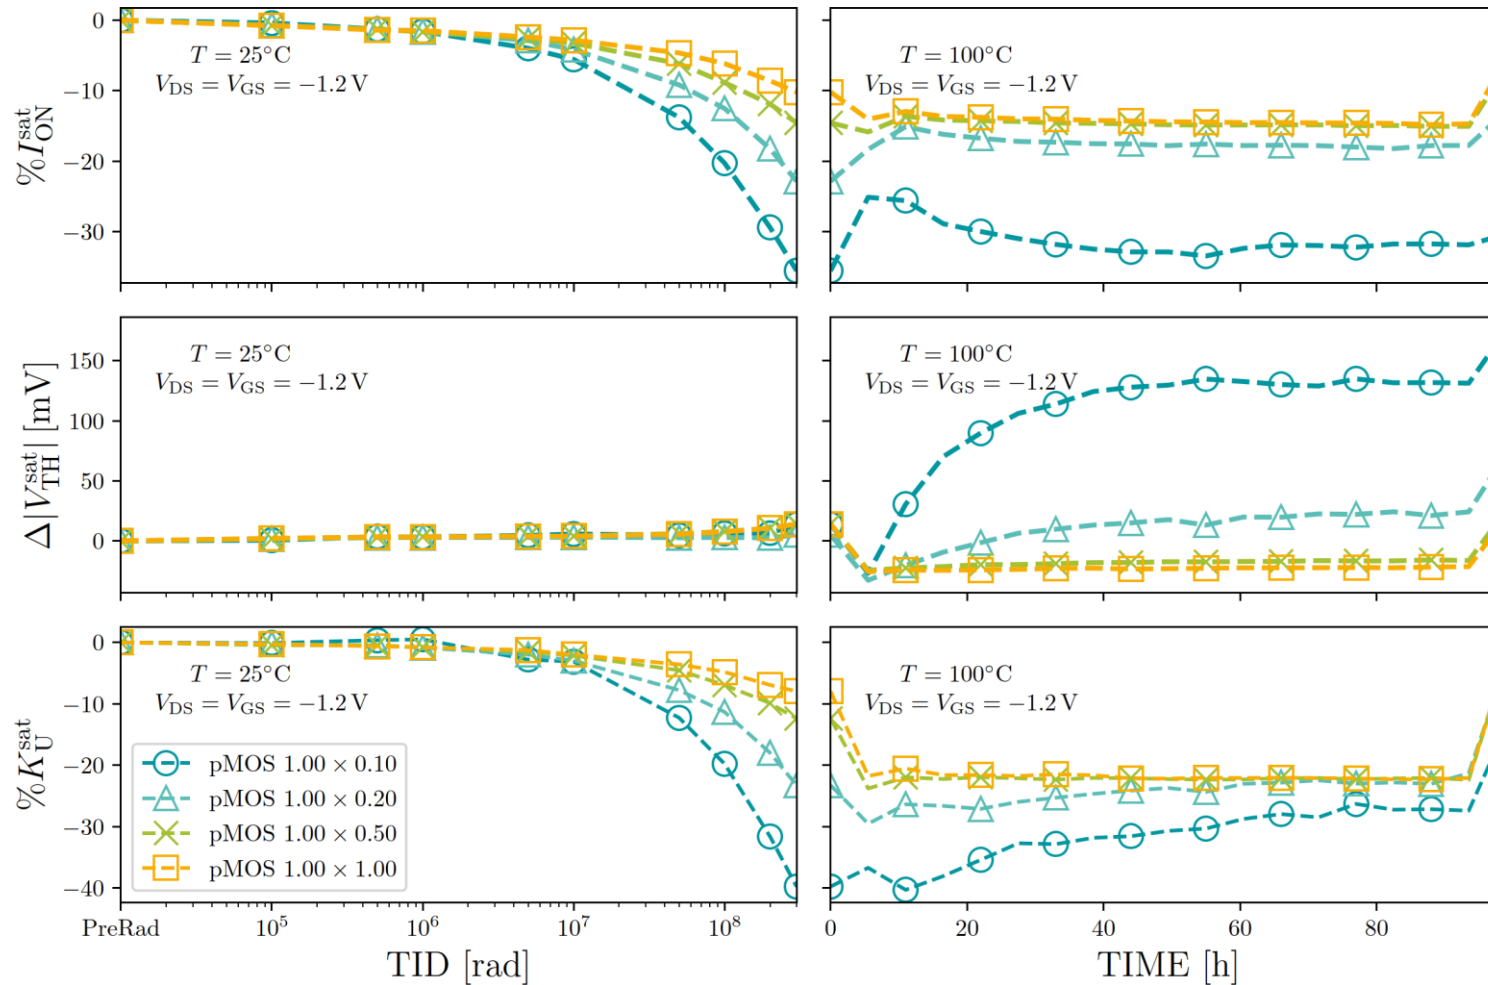 %I_ON^sat
0
−10
−20
−30
T = 25°C
V_DS = V_GS = −1.2 V
T = 100°C
V_DS = V_GS = −1.2 V
Δ|V_TH^sat| [mV]
150
100
50
0
T = 25°C
V_DS = V_GS = −1.2 V
T = 100°C
V_DS = V_GS = −1.2 V
%K_U^sat
0
−10
−20
−30
−40
T = 25°C
V_DS = V_GS = −1.2 V
pMOS 1.00 × 0.10
pMOS 1.00 × 0.20
pMOS 1.00 × 0.50
pMOS 1.00 × 1.00
T = 100°C
V_DS = V_GS = −1.2 V
PreRad 10^5 10^6 10^7 10^8
TID [rad]
0 20 40 60 80
TIME [h]